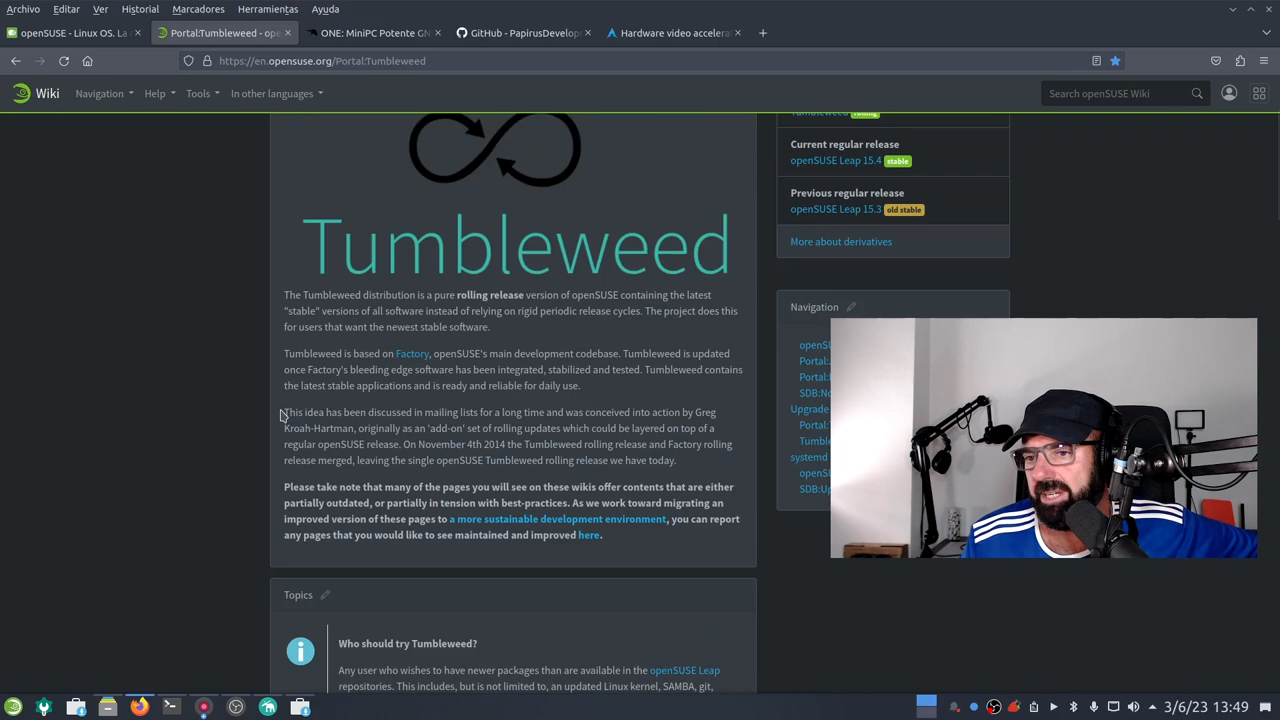 Archivo Editar Ver Historial Marcadores Herramientas Ayuda
openSUSE - Linux OS. La
Portal:Tumbleweed - ope
ONE: MiniPC Potente GN
GitHub - PapirusDevelop
Hardware video accelerat
https://en.opensuse.org/Portal:Tumbleweed
Wiki Navigation Help Tools In other languages
Search openSUSE Wiki
Tumbleweed rolling
Current regular release
openSUSE Leap 15.4 stable
Previous regular release
openSUSE Leap 15.3 old stable
More about derivatives
Tumbleweed
The Tumbleweed distribution is a pure rolling release version of openSUSE containing the latest
"stable" versions of all software instead of relying on rigid periodic release cycles. The project does this
for users that want the newest stable software.
Tumbleweed is based on Factory, openSUSE's main development codebase. Tumbleweed is updated
once Factory's bleeding edge software has been integrated, stabilized and tested. Tumbleweed contains
the latest stable applications and is ready and reliable for daily use.
This idea has been discussed in mailing lists for a long time and was conceived into action by Greg
Kroah-Hartman, originally as an 'add-on' set of rolling updates which could be layered on top of a
regular openSUSE release. On November 4th 2014 the Tumbleweed rolling release and Factory rolling
release merged, leaving the single openSUSE Tumbleweed rolling release we have today.
Please take note that many of the pages you will see on these wikis offer contents that are either
partially outdated, or partially in tension with best-practices. As we work toward migrating an
improved version of these pages to a more sustainable development environment, you can report
any pages that you would like to see maintained and improved here.
Navigation
openSU
Portal:
Portal:
SDB:No
Upgrade
Portal:T
Tumble
systemd
openS
SDB:Up
Topics
Who should try Tumbleweed?
Any user who wishes to have newer packages than are available in the openSUSE Leap
repositories. This includes, but is not limited to, an updated Linux kernel, SAMBA, git,
3/6/23 13:49